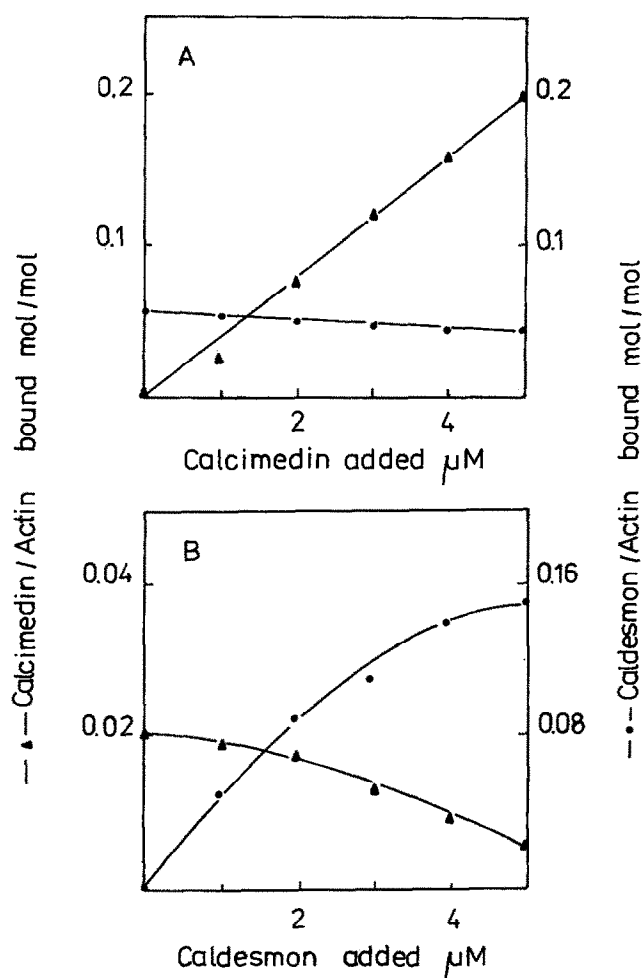 A
0.2
0.2
0.1
0.1
2
4
Calcimedin added µM
B
0.04
0.16
0.02
0.08
2
4
Caldesmon added µM
—▲— Calcimedin/Actin bound mol/mol
—•— Caldesmon/Actin bound mol/mol